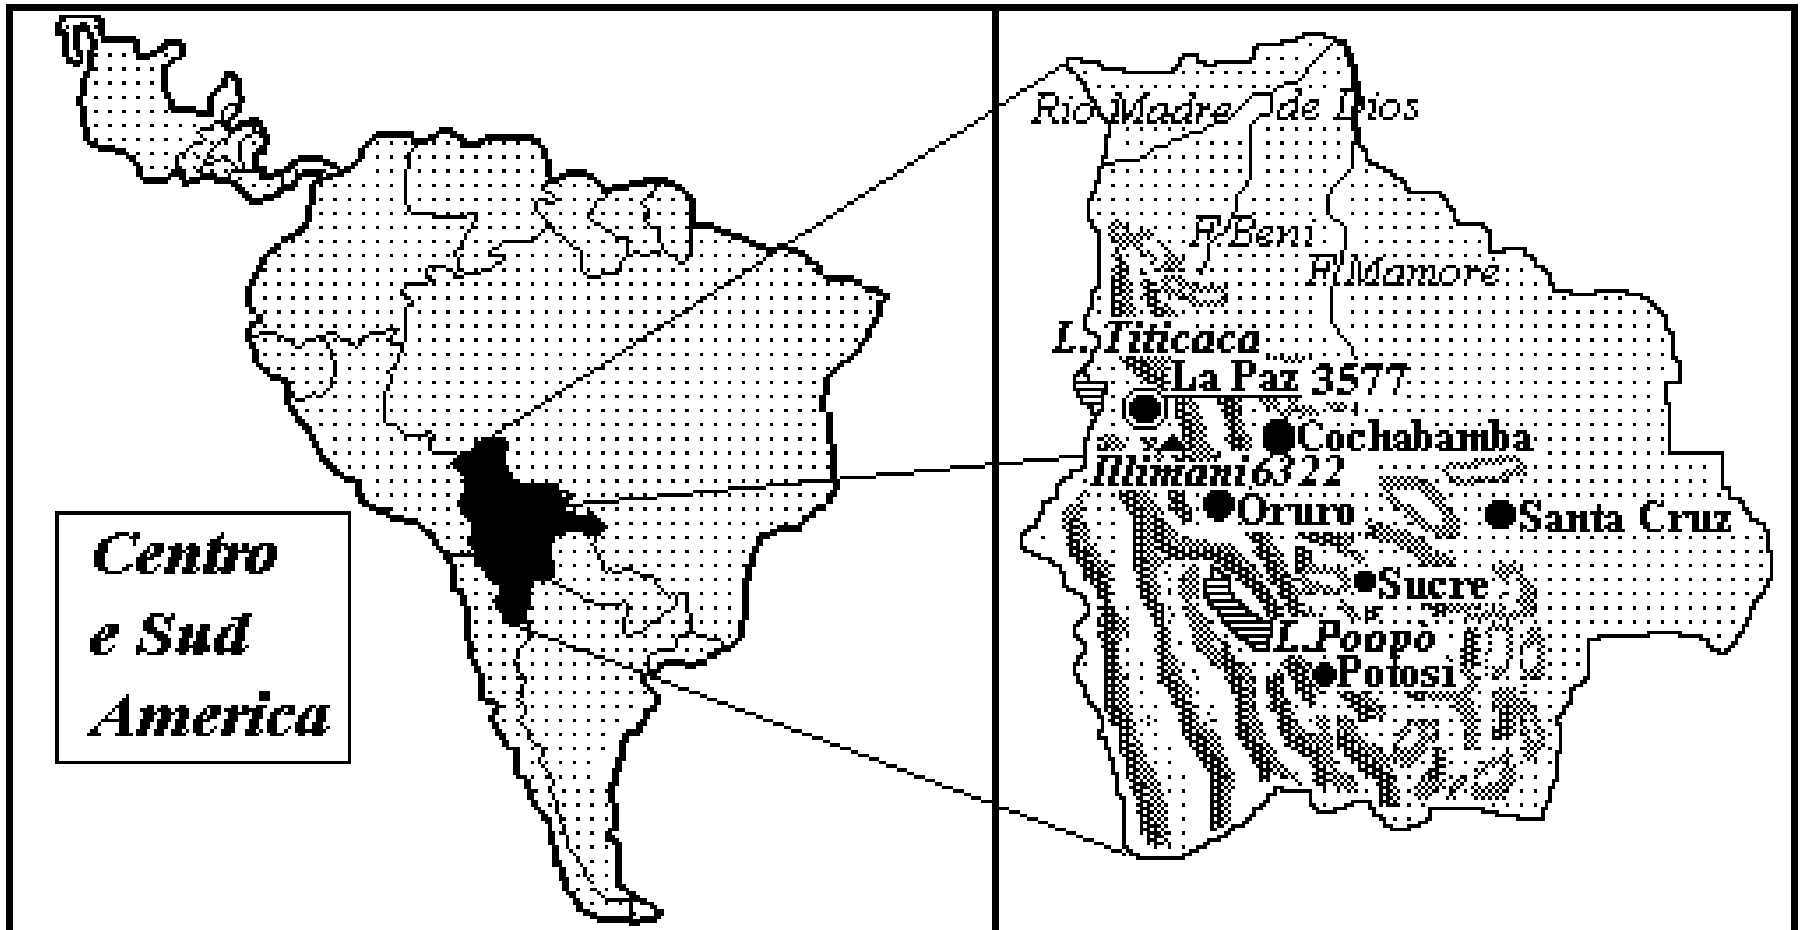 Centro
e Sud
America
Rio Madre de Dios
F. Beni
F. Mamore
L. Titicaca
La Paz 3577
Cochabamba
Illimani 6322
Oruro
Santa Cruz
Sucre
L. Poopò
Potosi